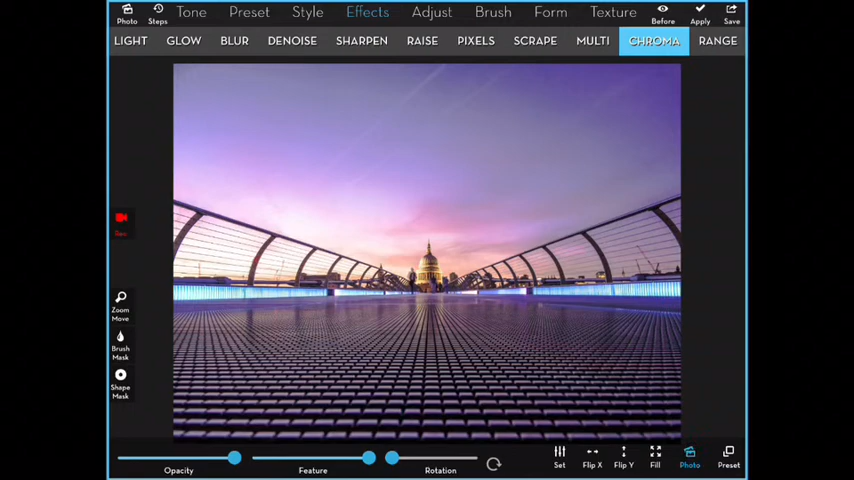 Photo Steps Tone Preset Style Effects Adjust Brush Form Texture Before Apply Save
LIGHT GLOW BLUR DENOISE SHARPEN RAISE PIXELS SCRAPE MULTI CHROMA RANGE
Zoom
Move
Brush
Mask
Shape
Mask
Opacity Feature Rotation Set Flip X Flip Y Fill Photo Preset